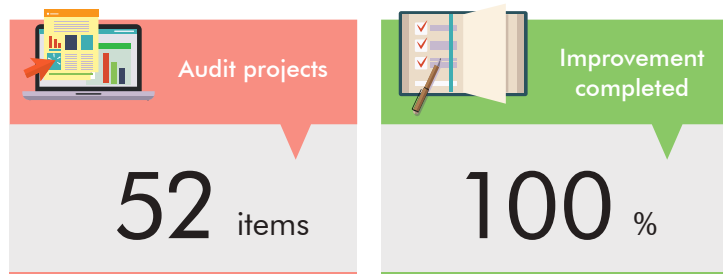 Audit projects
52 items
Improvement
completed
100 %